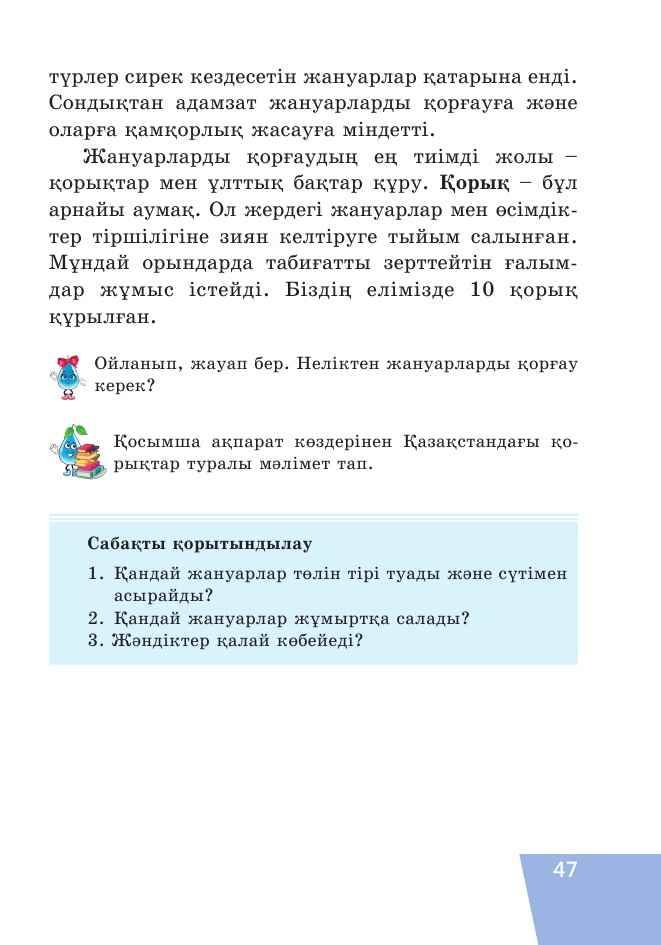 түрлер сирек кездесетін жануарлар қатарына енді.
Сондықтан адамзат жануарларды қорғауға және
оларға қамқорлық жасауға міндетті.
Жануарларды қорғаудың ең тиімді жолы –
қорықтар мен ұлттық бақтар құру. Қорық – бұл
арнайы аумақ. Ол жердегі жануарлар мен өсімдік-
тер тіршілігіне зиян келтіруге тыйым салынған.
Мұндай орындарда табиғатты зерттейтін ғалым-
дар жұмыс істейді. Біздің елімізде 10 қорық
құрылған.
Ойланып, жауап бер. Неліктен жануарларды қорғау
керек?
Қосымша ақпарат көздерінен Қазақстандағы қо-
рықтар туралы мәлімет тап.
Сабақты қорытындылау
1. Қандай жануарлар төлін тірі туады және сүтімен
асырайды?
2. Қандай жануарлар жұмыртқа салады?
3. Жәндіктер қалай көбейеді?
47